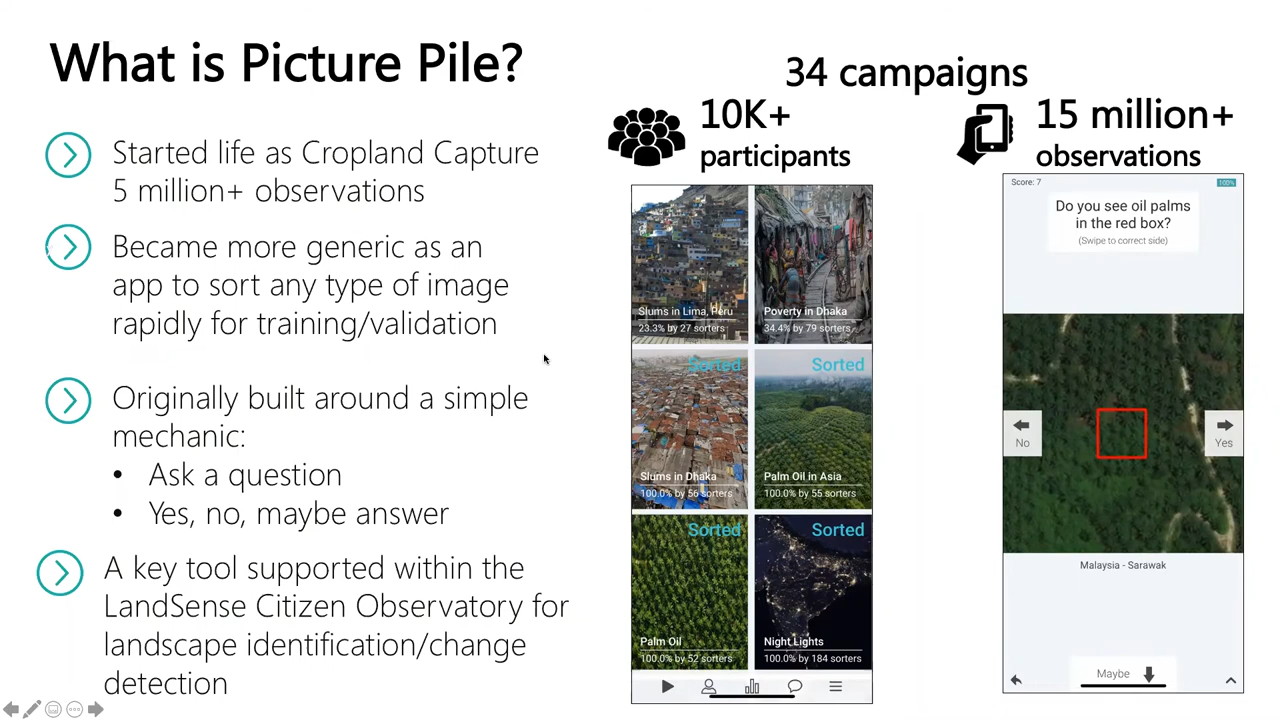 What is Picture Pile?
Started life as Cropland Capture
5 million+ observations
Became more generic as an
app to sort any type of image
rapidly for training/validation
Originally built around a simple
mechanic:
• Ask a question
• Yes, no, maybe answer
A key tool supported within the
LandSense Citizen Observatory for
landscape identification/change
detection
34 campaigns
10K+
participants
15 million+
observations
Slums in Lima, Peru
23.3% by 27 sorters
Poverty in Dhaka
34.4% by 79 sorters
Sorted
Slums in Dhaka
100.0% by 56 sorters
Sorted
Palm Oil in Asia
100.0% by 55 sorters
Sorted
Palm Oil
100.0% by 52 sorters
Sorted
Night Lights
100.0% by 184 sorters
Score: 7
100%
Do you see oil palms
in the red box?
(Swipe to correct side)
No
Yes
Malaysia - Sarawak
Maybe